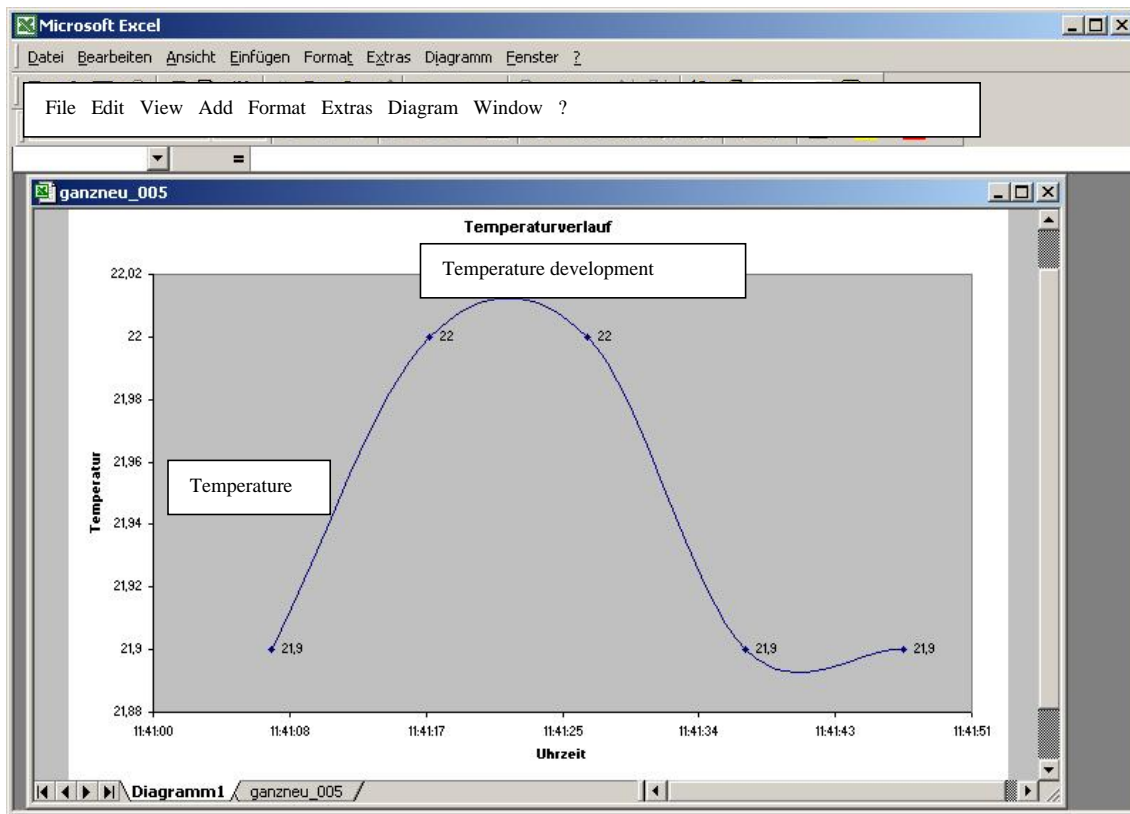 Microsoft Excel
Datei Bearbeiten Ansicht Einfügen Format Extras Diagramm Fenster ?
File Edit View Add Format Extras Diagram Window ?
=
ganzneu_005
Temperaturverlauf
Temperature development
22,02
22
22
22
21,98
21,96
Temperatur
Temperature
21,94
21,92
21,9
21,9
21,9
21,9
21,88
11:41:00
11:41:08
11:41:17
11:41:25
11:41:34
11:41:43
11:41:51
Uhrzeit
Diagramm1
ganzneu_005